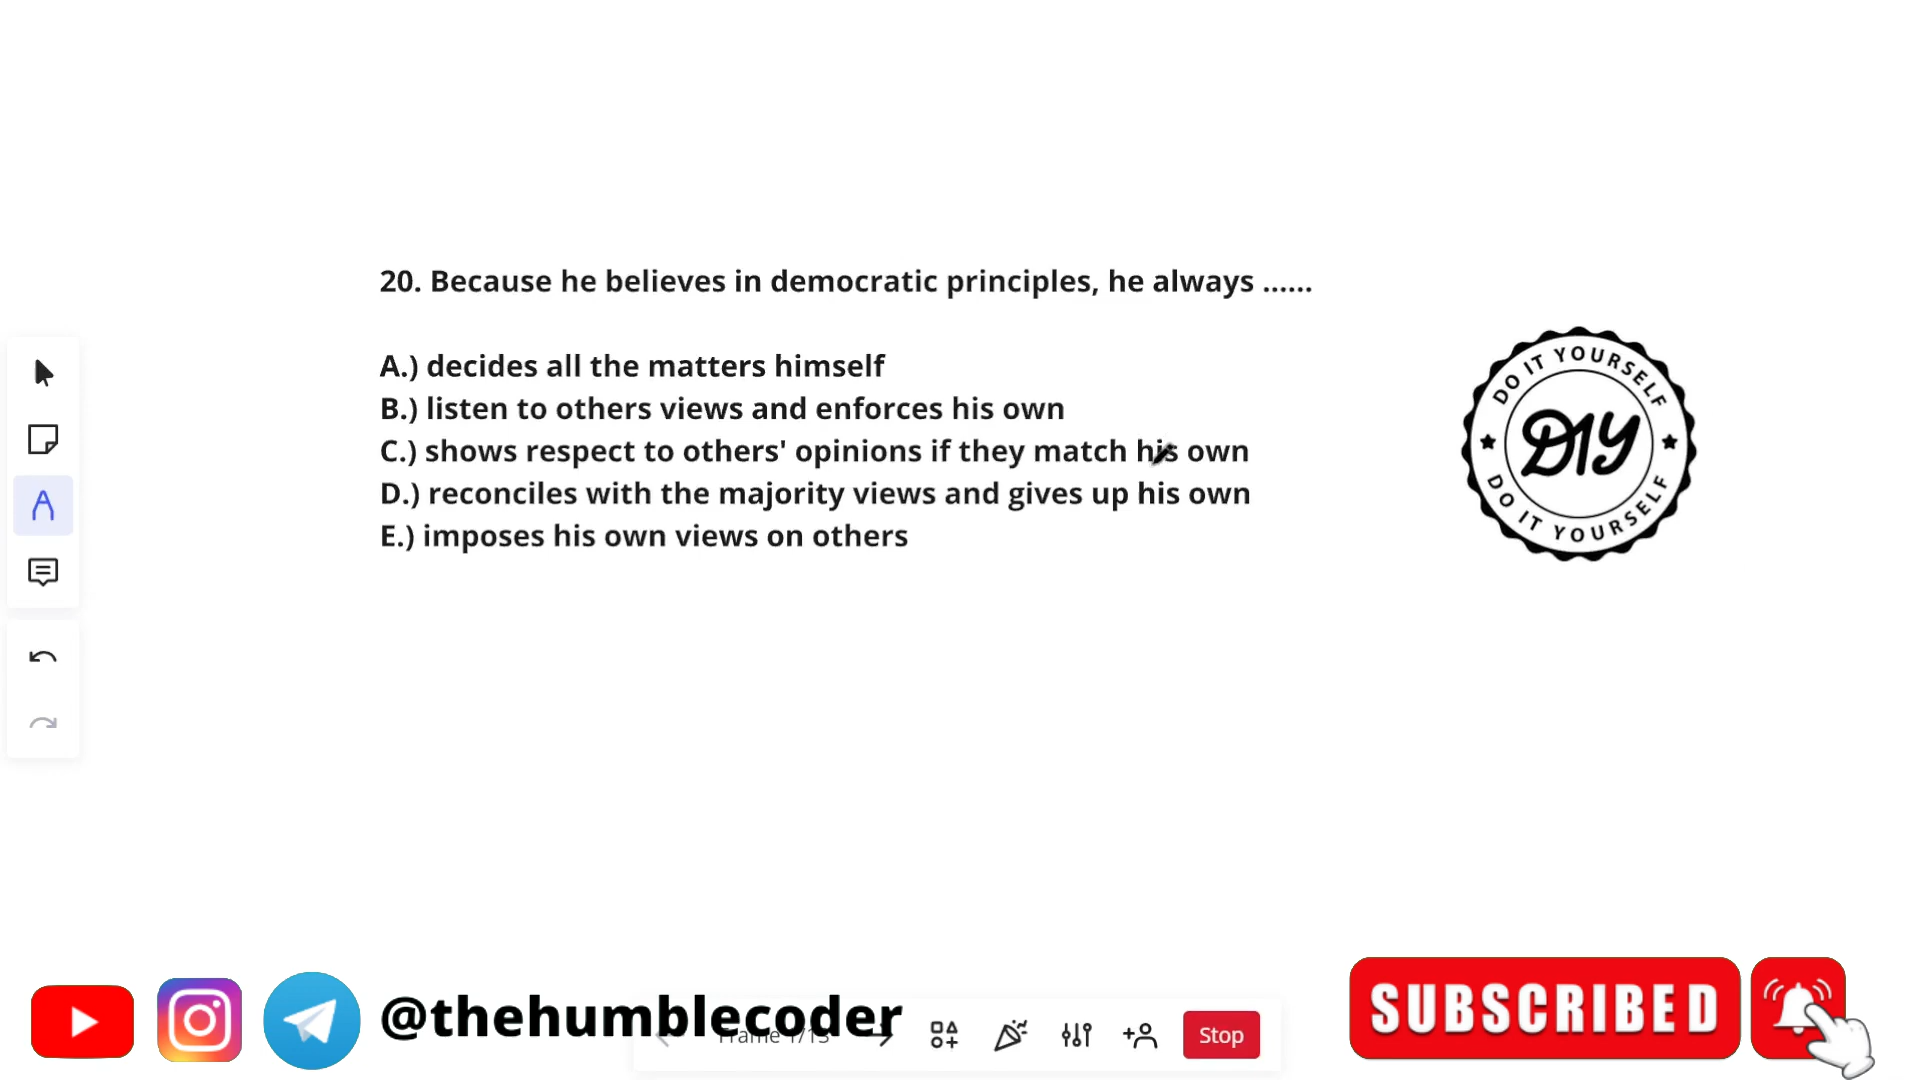 20. Because he believes in democratic principles, he always ......
A.) decides all the matters himself
B.) listen to others views and enforces his own
C.) shows respect to others' opinions if they match his own
D.) reconciles with the majority views and gives up his own
E.) imposes his own views on others
DO IT YOURSELF
DIY
DO IT YOURSELF
@thehumblecoder
Frame 1/13
Stop
SUBSCRIBED